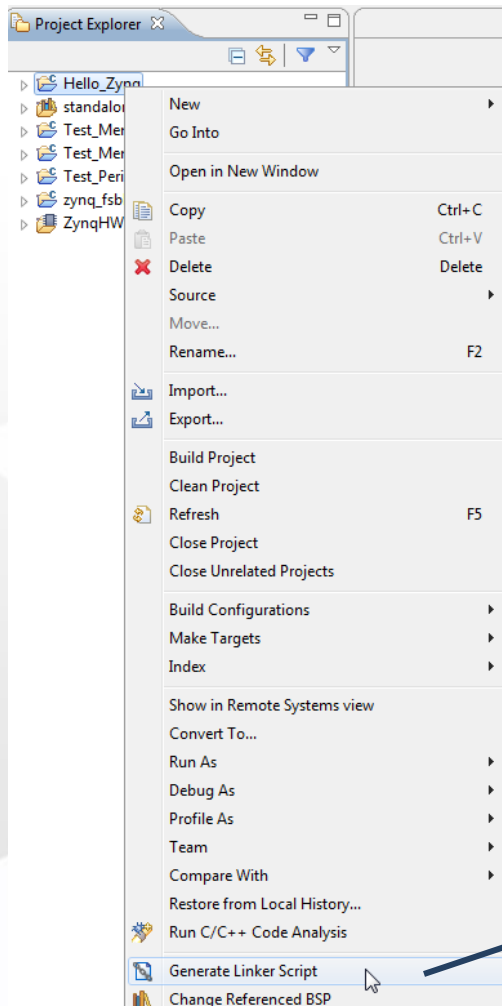 Project Explorer
Hello_Zynq
standalo
Test_Mer
Test_Mer
Test_Peri
zynq_fsb
ZynqHW
New
Go Into
Open in New Window
Copy Ctrl+C
Paste Ctrl+V
Delete Delete
Source
Move...
Rename... F2
Import...
Export...
Build Project
Clean Project
Refresh F5
Close Project
Close Unrelated Projects
Build Configurations
Make Targets
Index
Show in Remote Systems view
Convert To...
Run As
Debug As
Profile As
Team
Compare With
Restore from Local History...
Run C/C++ Code Analysis
Generate Linker Script
Change Referenced BSP